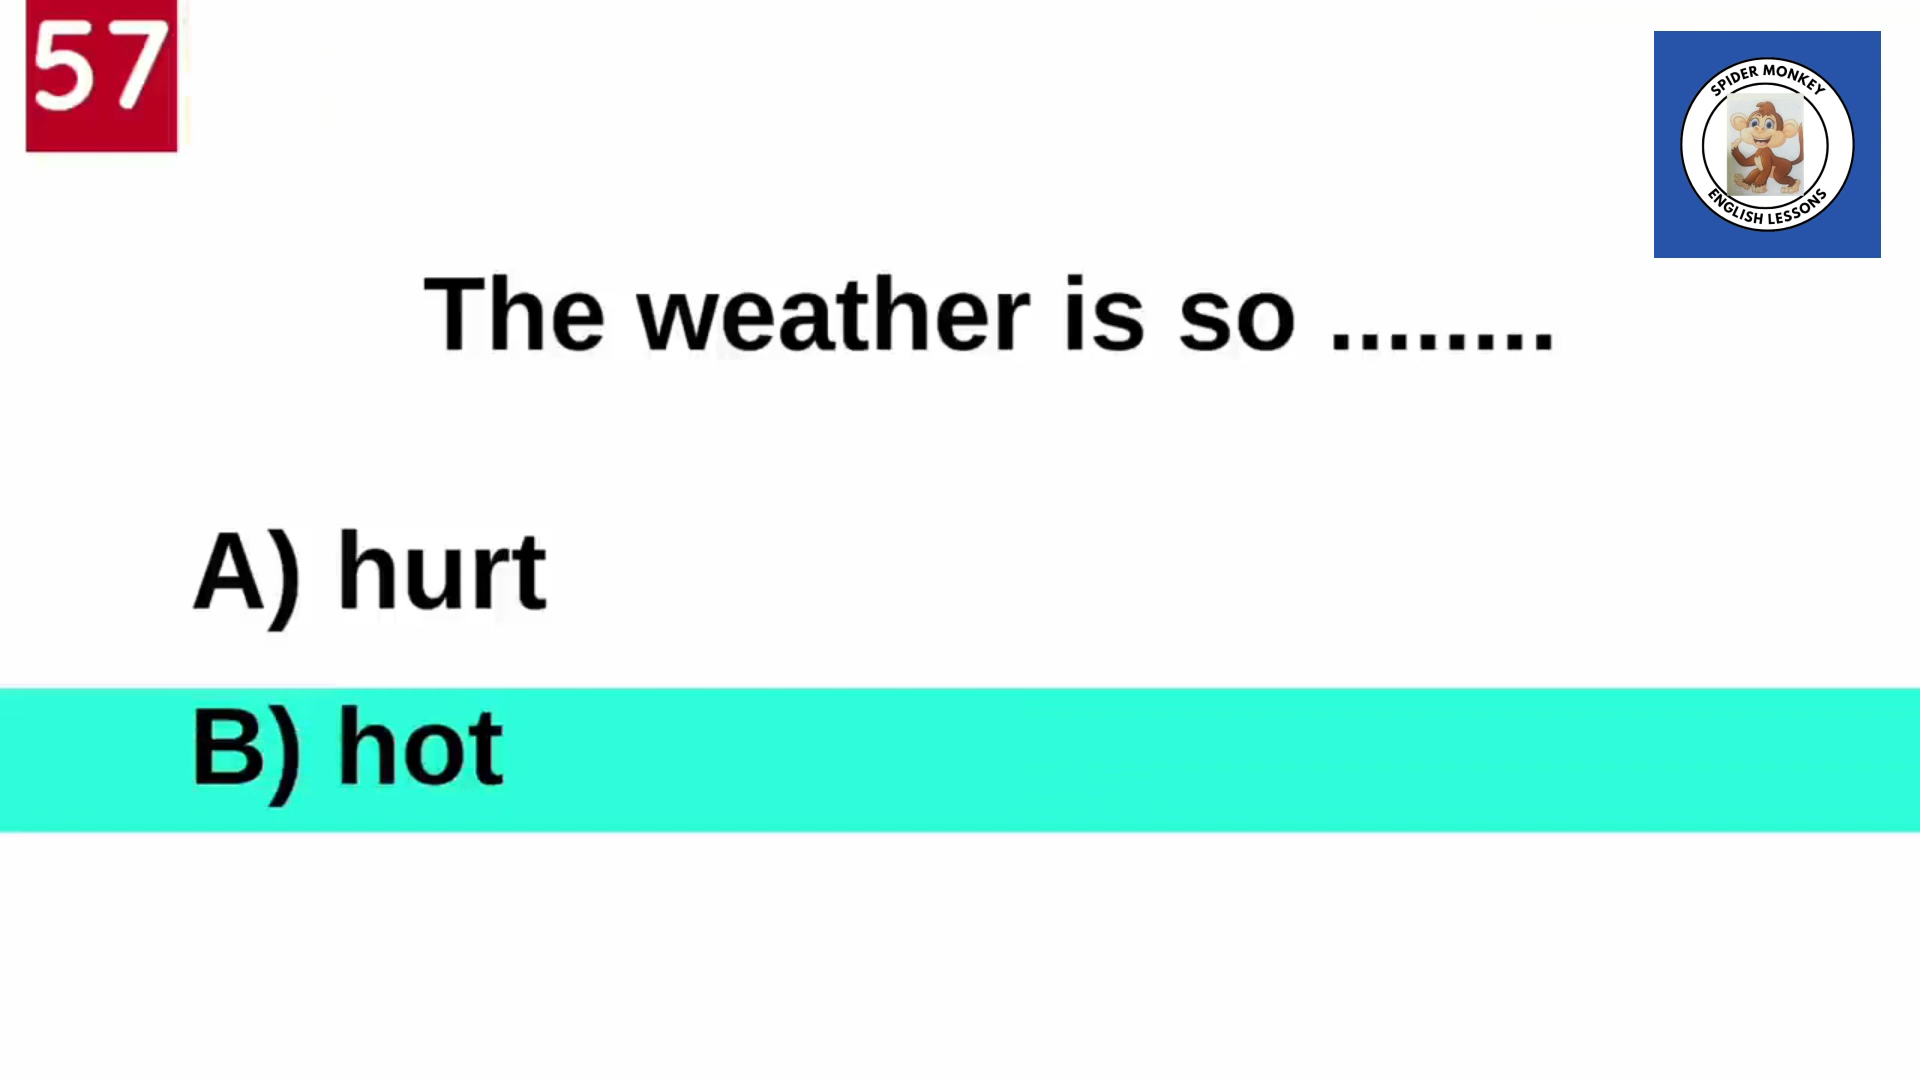 57
SPIDER MONKEY
ENGLISH LESSONS
The weather is so ........
A) hurt
B) hot